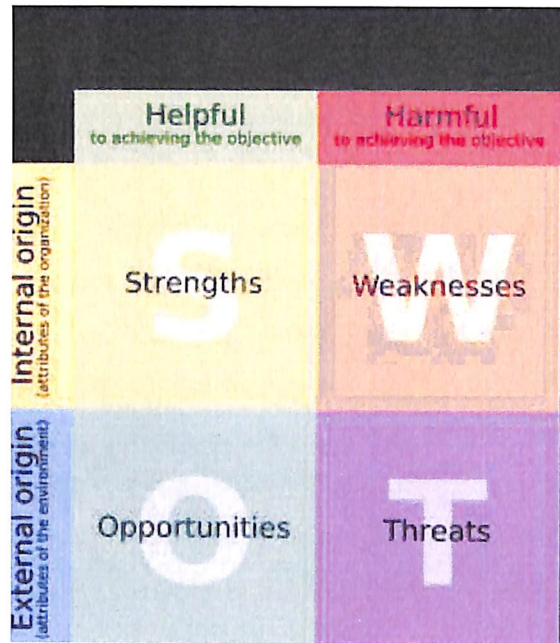 Helpful
to achieving the objective
Harmful
to achieving the objective
Internal origin
(attributes of the organization)
S
Strengths
W
Weaknesses
External origin
(attributes of the environment)
O
Opportunities
T
Threats